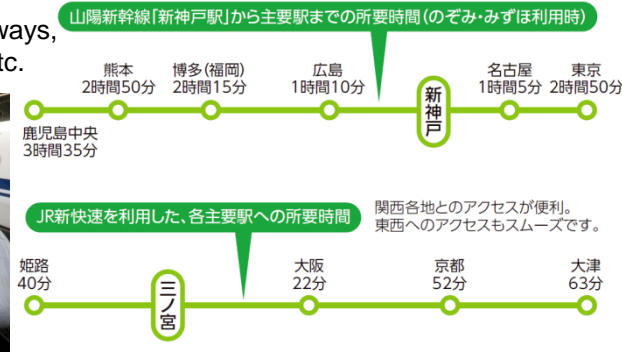 ways,
tc.
山陽新幹線「新神戸駅」から主要駅までの所要時間(のぞみ・みずほ利用時)
熊本
2時間50分
博多(福岡)
2時間15分
広島
1時間10分
新神戸
名古屋
1時間5分
東京
2時間50分
鹿児島中央
3時間35分
JR新快速を利用した、各主要駅への所要時間
関西各地とのアクセスが便利。
東西へのアクセスもスムーズです。
姫路
40分
三ノ宮
大阪
22分
京都
52分
大津
63分